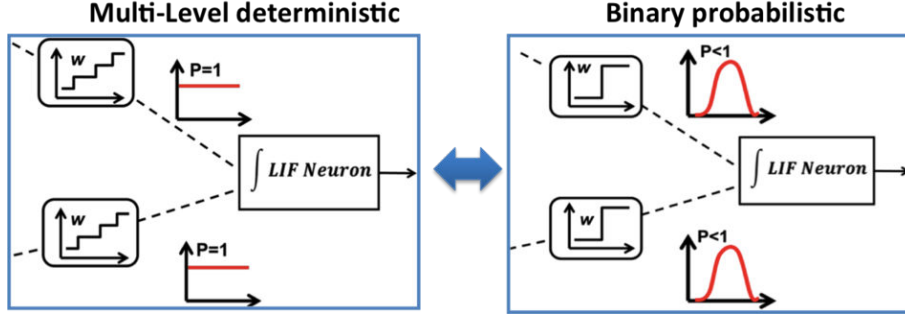 Multi-Level deterministic
Binary probabilistic
w
P=1
∫ LIF Neuron
w
P=1
w
P<1
∫ LIF Neuron
w
P<1